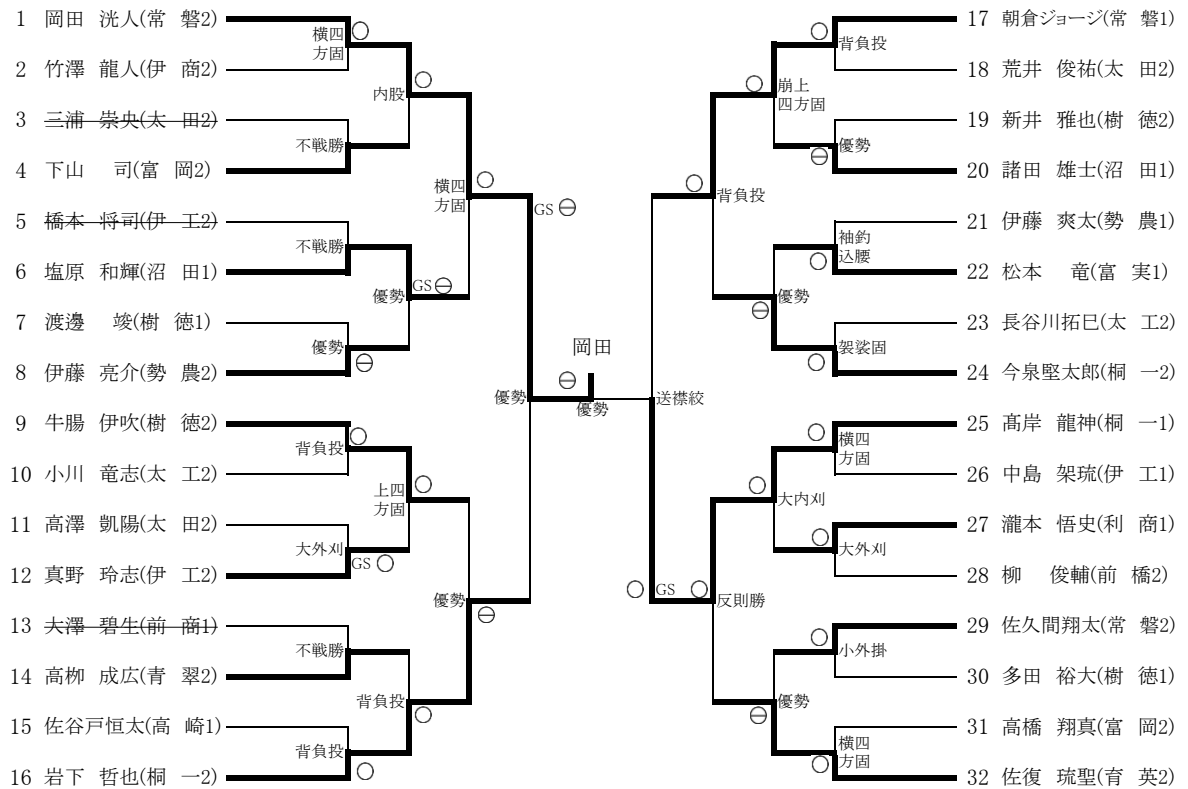 1 岡田 洸人(常 磐2)
2 竹澤 龍人(伊 商2)
3 三浦 崇央(太 田2)
4 下山 司(富 岡2)
5 橋本 将司(伊 工2)
6 塩原 和輝(沼 田1)
7 渡邊 竣(樹 徳1)
8 伊藤 亮介(勢 農2)
9 牛腸 伊吹(樹 徳2)
10 小川 竜志(太 工2)
11 高澤 凱陽(太 田2)
12 真野 玲志(伊 工2)
13 大澤 碧生(前 商1)
14 高栁 成広(青 翠2)
15 佐谷戸恒太(高 崎1)
16 岩下 哲也(桐 一2)
横四
方固
不戦勝
不戦勝
優勢
背負投
大外刈
GS
不戦勝
背負投
内股
優勢
GS
上四
方固
背負投
横四
方固
優勢
GS
優勢
岡田
優勢
送襟絞
GS
背負投
反則勝
崩上
四方固
優勢
大内刈
優勢
背負投
優勢
袖釣
込腰
袈裟固
横四
方固
大外刈
小外掛
横四
方固
17 朝倉ジョージ(常 磐1)
18 荒井 俊祐(太 田2)
19 新井 雅也(樹 徳2)
20 諸田 雄士(沼 田1)
21 伊藤 爽太(勢 農1)
22 松本 竜(富 実1)
23 長谷川拓巳(太 工2)
24 今泉堅太郎(桐 一2)
25 髙岸 龍神(桐 一1)
26 中島 架琉(伊 工1)
27 瀧本 悟史(利 商1)
28 柳 俊輔(前 橋2)
29 佐久間翔太(常 磐2)
30 多田 裕大(樹 徳1)
31 高橋 翔真(富 岡2)
32 佐復 琉聖(育 英2)